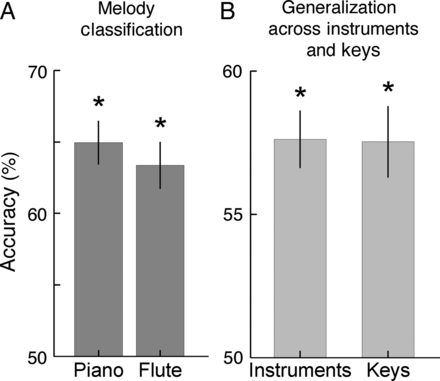 A
Melody
classification
Accuracy (%)
70
60
50
*
*
Piano
Flute
B
Generalization
across instruments
and keys
60
55
50
*
*
Instruments
Keys